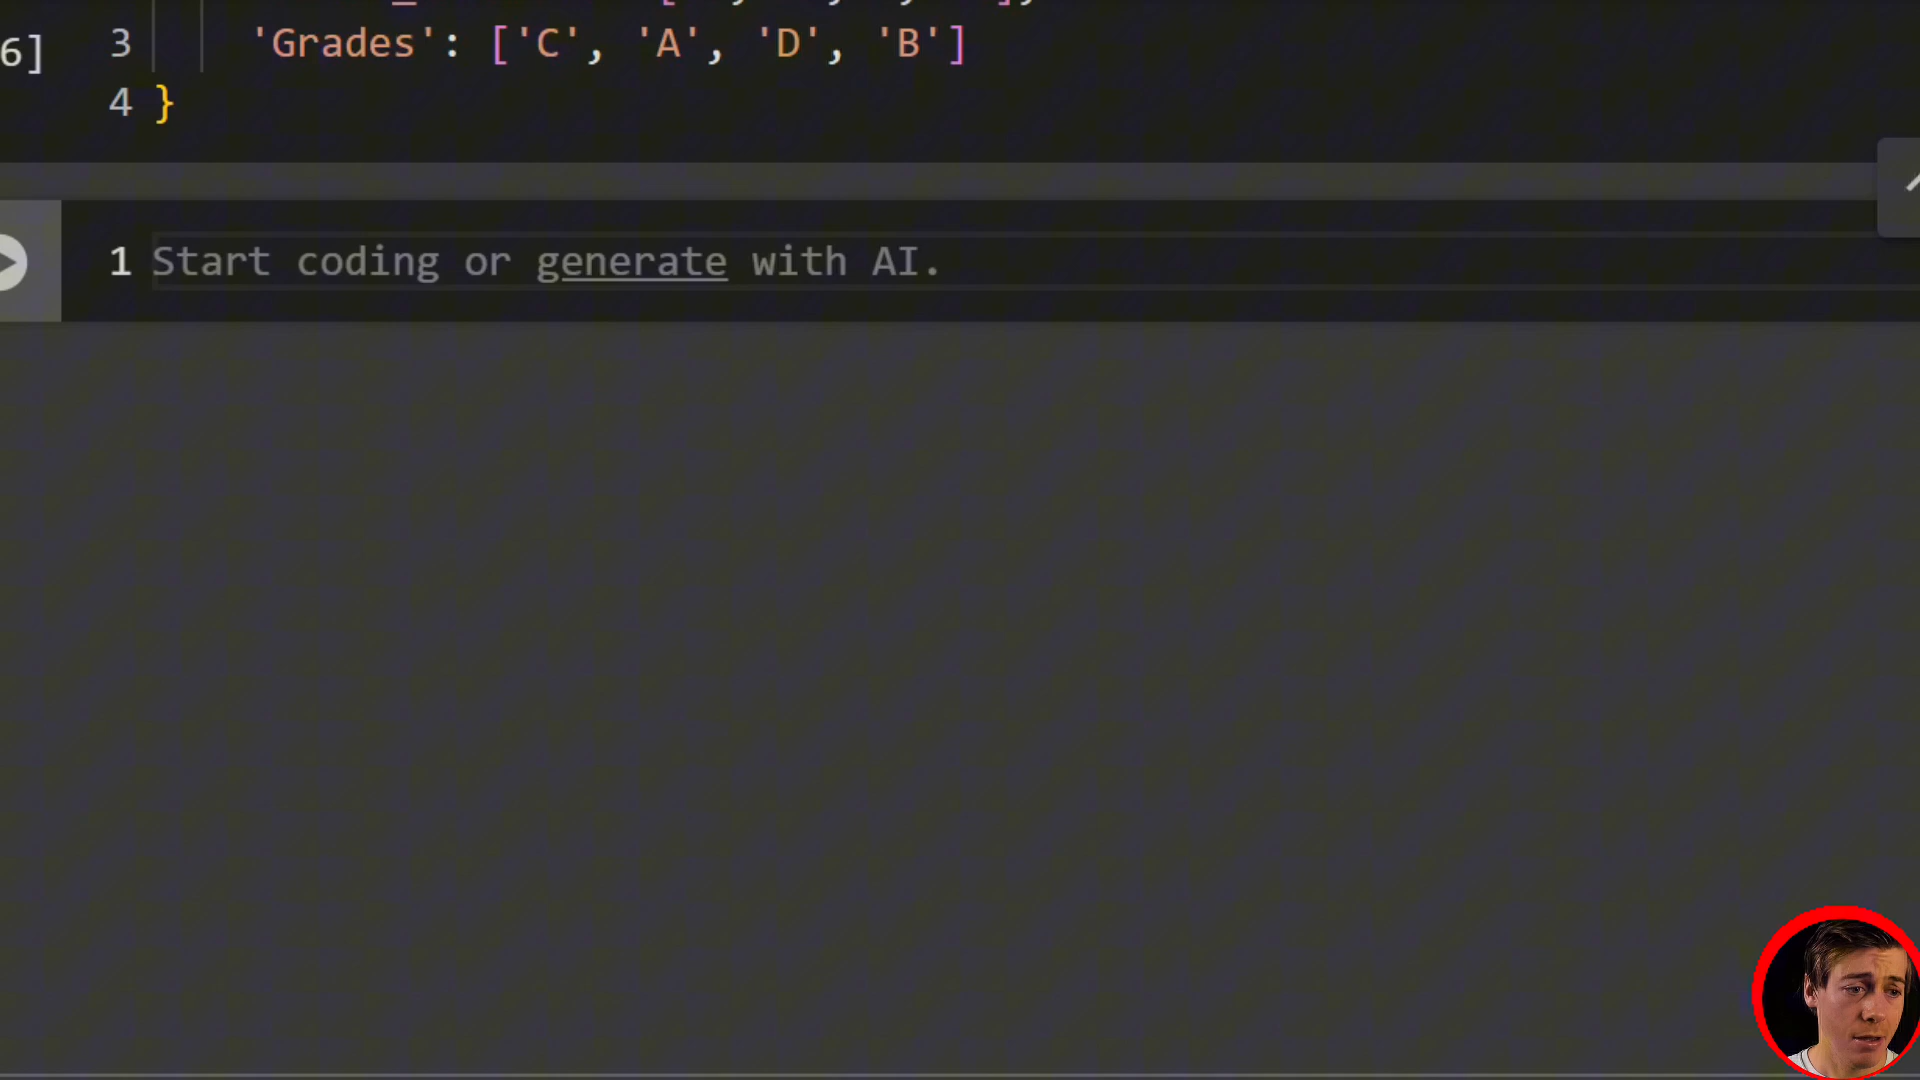 6] 3 'Grades': ['C', 'A', 'D', 'B']
4 }
1 Start coding or generate with AI.